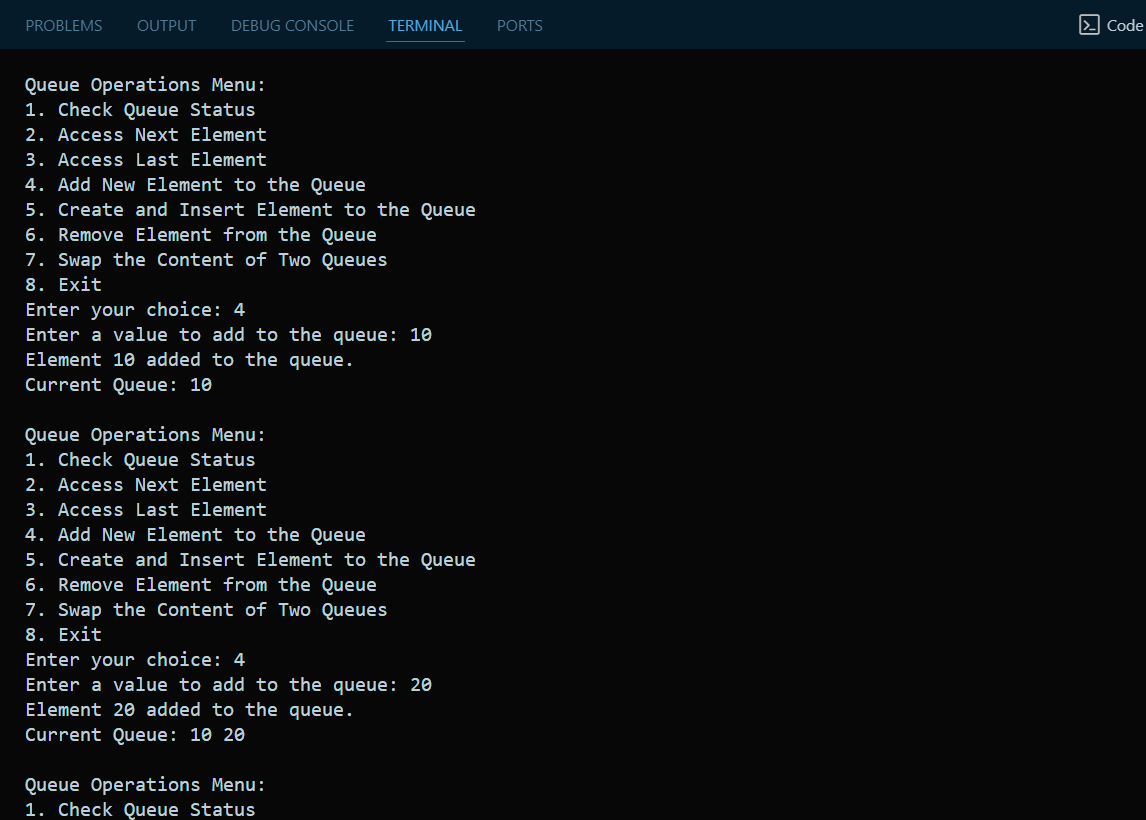 PROBLEMS OUTPUT DEBUG CONSOLE TERMINAL PORTS Code
Queue Operations Menu:
1. Check Queue Status
2. Access Next Element
3. Access Last Element
4. Add New Element to the Queue
5. Create and Insert Element to the Queue
6. Remove Element from the Queue
7. Swap the Content of Two Queues
8. Exit
Enter your choice: 4
Enter a value to add to the queue: 10
Element 10 added to the queue.
Current Queue: 10
Queue Operations Menu:
1. Check Queue Status
2. Access Next Element
3. Access Last Element
4. Add New Element to the Queue
5. Create and Insert Element to the Queue
6. Remove Element from the Queue
7. Swap the Content of Two Queues
8. Exit
Enter your choice: 4
Enter a value to add to the queue: 20
Element 20 added to the queue.
Current Queue: 10 20
Queue Operations Menu:
1. Check Queue Status